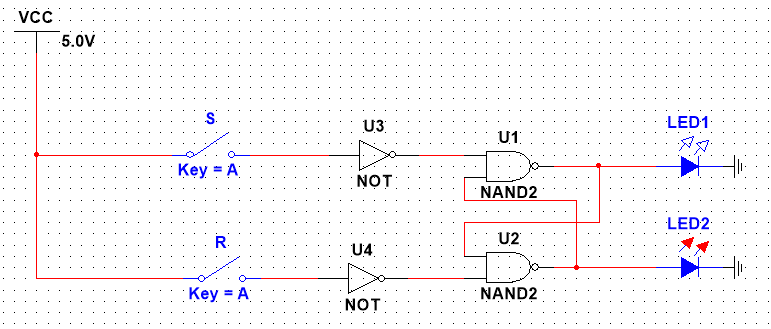 VCC
5.0V
S
Key = A
U3
NOT
U1
NAND2
LED1
R
Key = A
U4
NOT
U2
NAND2
LED2